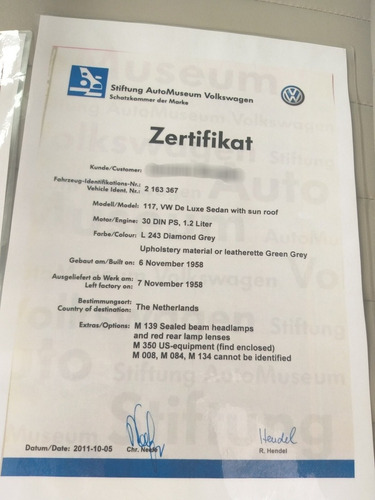 Stiftung AutoMuseum Volkswagen
Schatzkammer der Marke
Zertifikat
Kunde/Customer:
Fahrzeug-Identifikations-Nr.:
Vehicle Ident. Nr.: 2 163 367
Modell/Model: 117, VW De Luxe Sedan with sun roof
Motor/Engine: 30 DIN PS, 1.2 Liter
Farbe/Colour: L 243 Diamond Grey
Upholstery material or leatherette Green Grey
Gebaut am/Built on: 6 November 1958
Ausgeliefert ab Werk am:
Left factory on: 7 November 1958
Bestimmungsort:
Country of destination: The Netherlands
Extras/Options: M 139 Sealed beam headlamps
and red rear lamp lenses
M 350 US-equipment (find enclosed)
M 008, M 084, M 134 cannot be identified
Datum/Date: 2011-10-05
Chr.
Hendel
R. Hendel